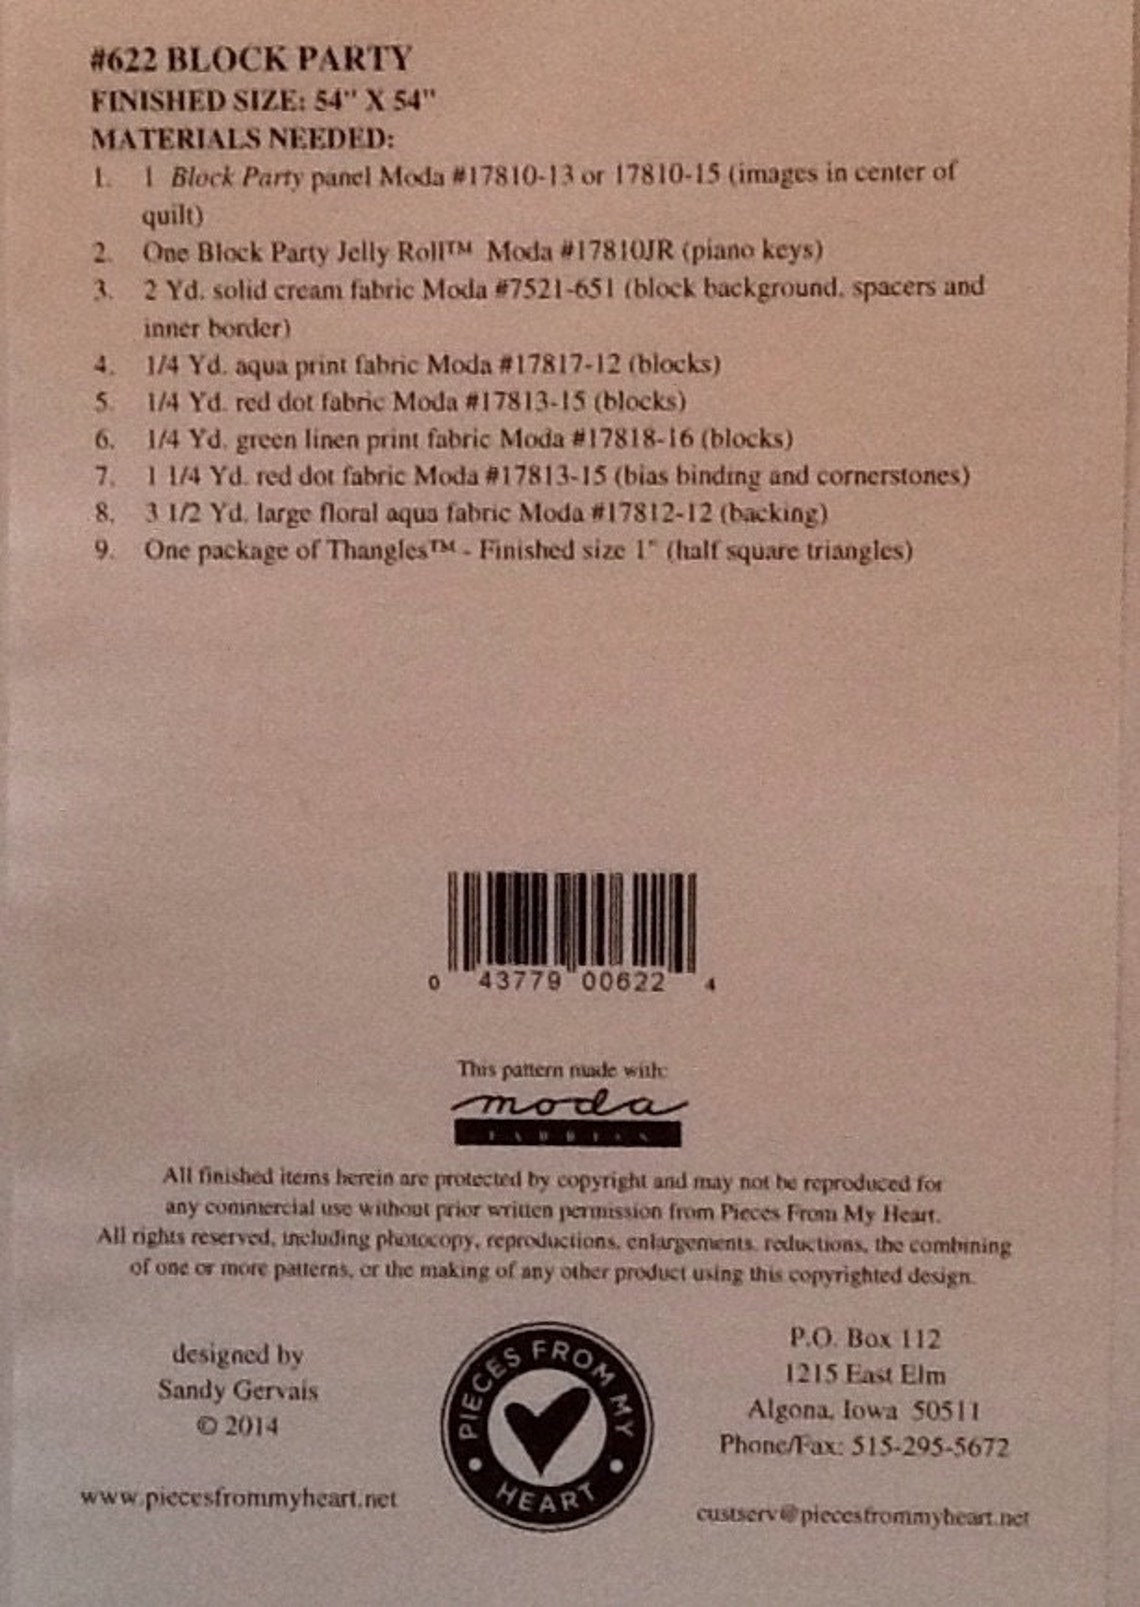 #622 BLOCK PARTY
FINISHED SIZE: 54" X 54"
MATERIALS NEEDED:
1. 1 Block Party panel Moda #17810-13 or 17810-15 (images in center of
quilt)
2. One Block Party Jelly Roll™ Moda #17810JR (piano keys)
3. 2 Yd. solid cream fabric Moda #7521-651 (block background, spacers and
inner border)
4. 1/4 Yd. aqua print fabric Moda #17817-12 (blocks)
5. 1/4 Yd. red dot fabric Moda #17813-15 (blocks)
6. 1/4 Yd. green linen print fabric Moda #17818-16 (blocks)
7. 1 1/4 Yd. red dot fabric Moda #17813-15 (bias binding and cornerstones)
8. 3 1/2 Yd. large floral aqua fabric Moda #17812-12 (backing)
9. One package of Thangles™ - Finished size 1" (half square triangles)
0 43779 00622 4
This pattern made with:
moda
FABRICS
All finished items herein are protected by copyright and may not be reproduced for
any commercial use without prior written permission from Pieces From My Heart.
All rights reserved, including photocopy, reproductions, enlargements, reductions, the combining
of one or more patterns, or the making of any other product using this copyrighted design.
designed by
Sandy Gervais
© 2014
www.piecesfrommyheart.net
PIECES FROM MY
HEART
P.O. Box 112
1215 East Elm
Algona, Iowa 50511
Phone/Fax: 515-295-5672
custserv@piecesfrommyheart.net